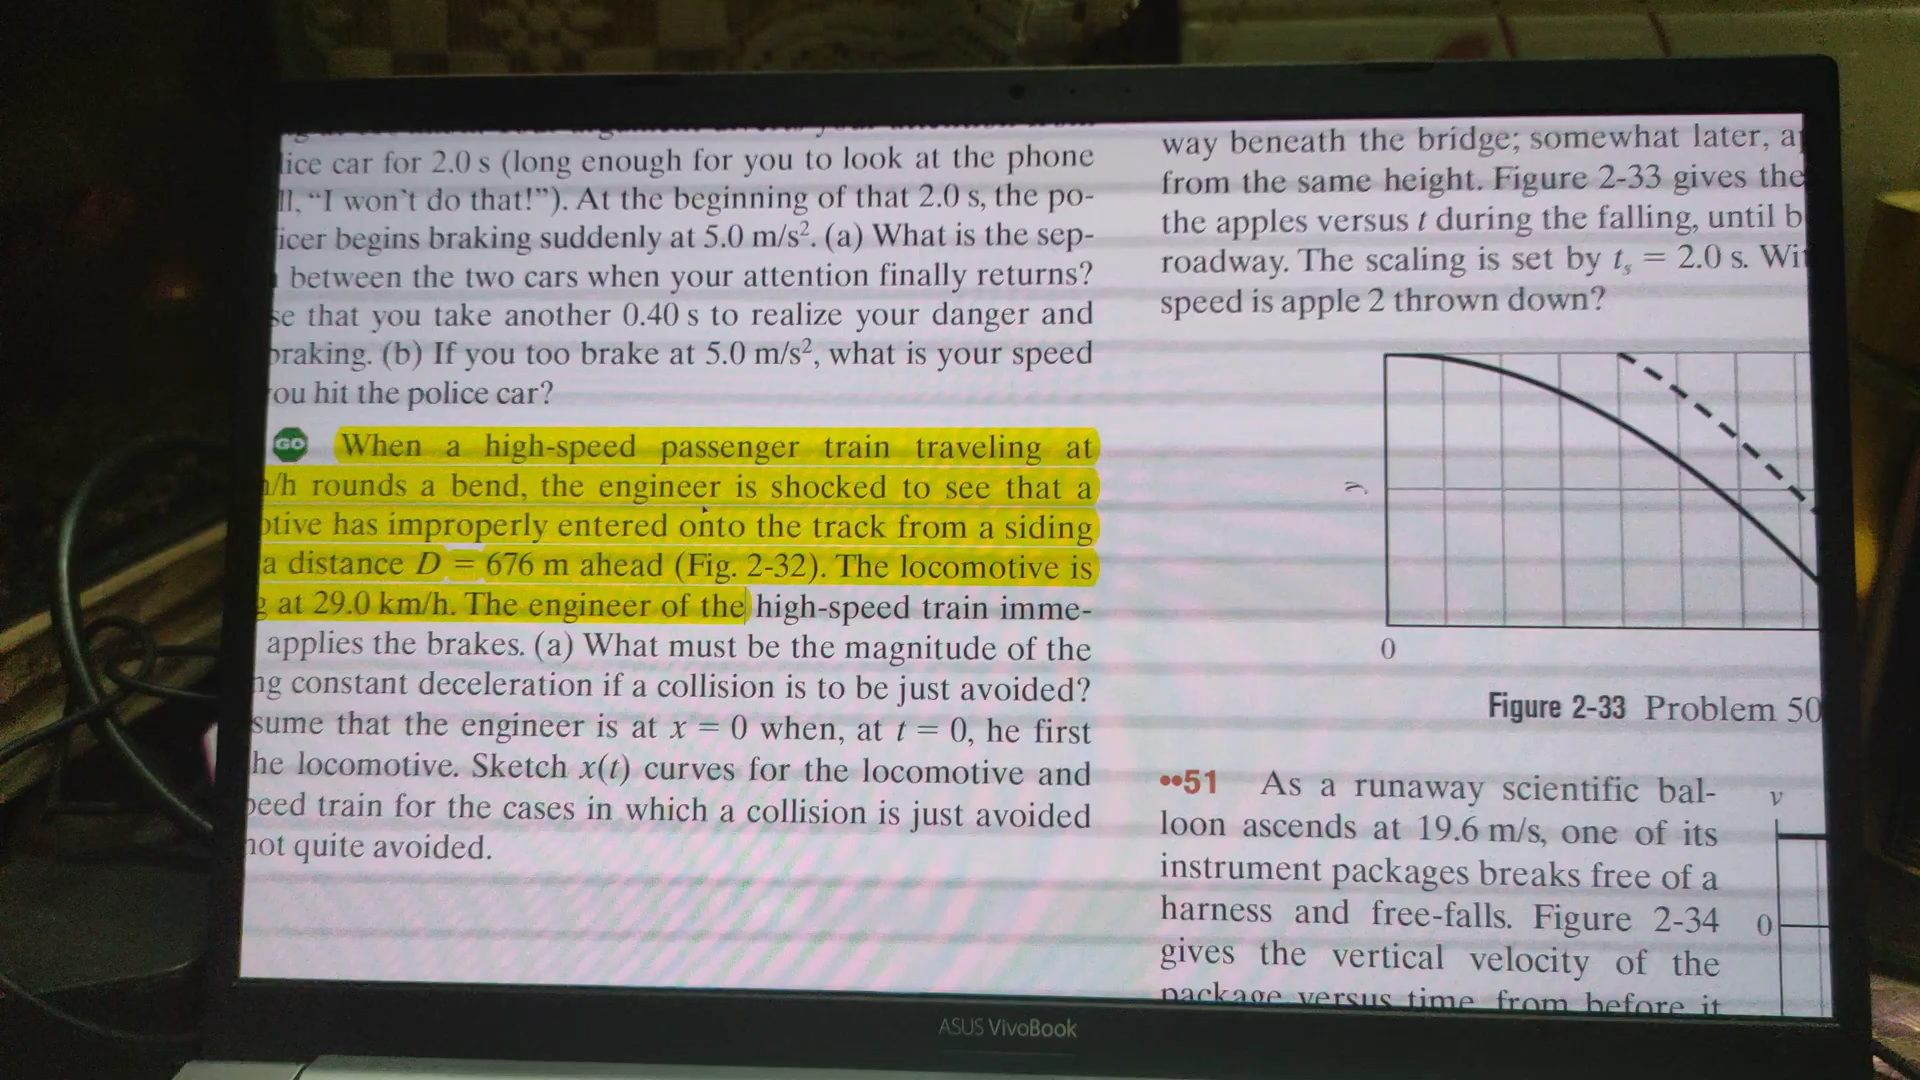 lice car for 2.0 s (long enough for you to look at the phone
ll, “I won’t do that!”). At the beginning of that 2.0 s, the po-
icer begins braking suddenly at 5.0 m/s². (a) What is the sep-
between the two cars when your attention finally returns?
se that you take another 0.40 s to realize your danger and
braking. (b) If you too brake at 5.0 m/s², what is your speed
ou hit the police car?
GO When a high-speed passenger train traveling at
/h rounds a bend, the engineer is shocked to see that a
otive has improperly entered onto the track from a siding
a distance D = 676 m ahead (Fig. 2-32). The locomotive is
g at 29.0 km/h. The engineer of the high-speed train imme-
applies the brakes. (a) What must be the magnitude of the
ng constant deceleration if a collision is to be just avoided?
sume that the engineer is at x = 0 when, at t = 0, he first
he locomotive. Sketch x(t) curves for the locomotive and
peed train for the cases in which a collision is just avoided
not quite avoided.
way beneath the bridge; somewhat later, a
from the same height. Figure 2-33 gives the
the apples versus t during the falling, until b
roadway. The scaling is set by tₛ = 2.0 s. Wi
speed is apple 2 thrown down?
y
0
Figure 2-33 Problem 50
••51 As a runaway scientific bal-
loon ascends at 19.6 m/s, one of its
instrument packages breaks free of a
harness and free-falls. Figure 2-34
gives the vertical velocity of the
package versus time, from before it
v
0
ASUS VivoBook